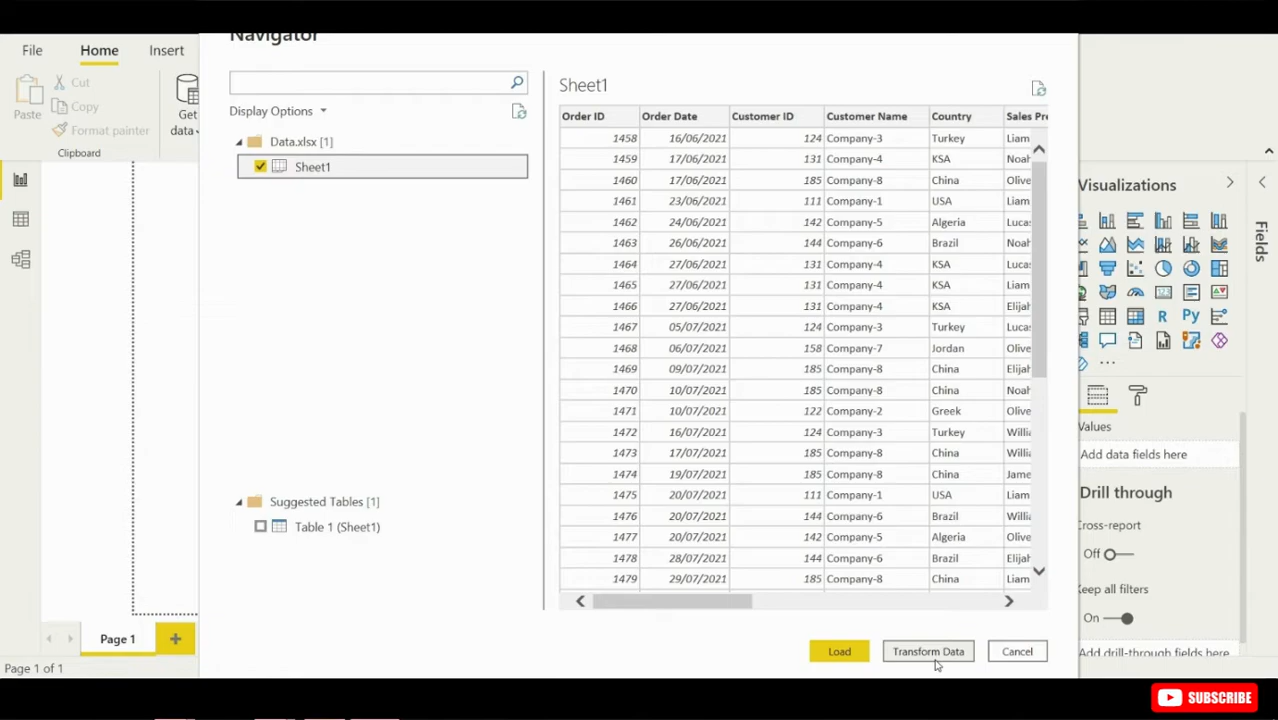 Navigator
File Home Insert
Paste
Cut
Copy
Format painter
Clipboard
Get
data
Display Options
Data.xlsx [1]
Sheet1
Suggested Tables [1]
Table 1 (Sheet1)
Sheet1
Order ID Order Date Customer ID Customer Name Country Sales Pre
1458 16/06/2021 124 Company-3 Turkey Liam
1459 17/06/2021 131 Company-4 KSA Noah
1460 17/06/2021 185 Company-8 China Olive
1461 23/06/2021 111 Company-1 USA Liam
1462 24/06/2021 142 Company-5 Algeria Lucas
1463 26/06/2021 144 Company-6 Brazil Noah
1464 27/06/2021 131 Company-4 KSA Lucas
1465 27/06/2021 131 Company-4 KSA Liam
1466 27/06/2021 131 Company-4 KSA Elijah
1467 05/07/2021 124 Company-3 Turkey Lucas
1468 06/07/2021 158 Company-7 Jordan Olive
1469 09/07/2021 185 Company-8 China Elijah
1470 10/07/2021 185 Company-8 China Noah
1471 10/07/2021 122 Company-2 Greek Olive
1472 16/07/2021 124 Company-3 Turkey Willia
1473 17/07/2021 185 Company-8 China Willia
1474 19/07/2021 185 Company-8 China Jame
1475 20/07/2021 111 Company-1 USA Liam
1476 20/07/2021 144 Company-6 Brazil Willia
1477 20/07/2021 142 Company-5 Algeria Olive
1478 28/07/2021 144 Company-6 Brazil Elijah
1479 29/07/2021 185 Company-8 China Liam
Load Transform Data Cancel
Visualizations
Fields
R Py
Values
Add data fields here
Drill through
Cross-report
Off
Keep all filters
On
Add drill-through fields here
Page 1
Page 1 of 1
SUBSCRIBE